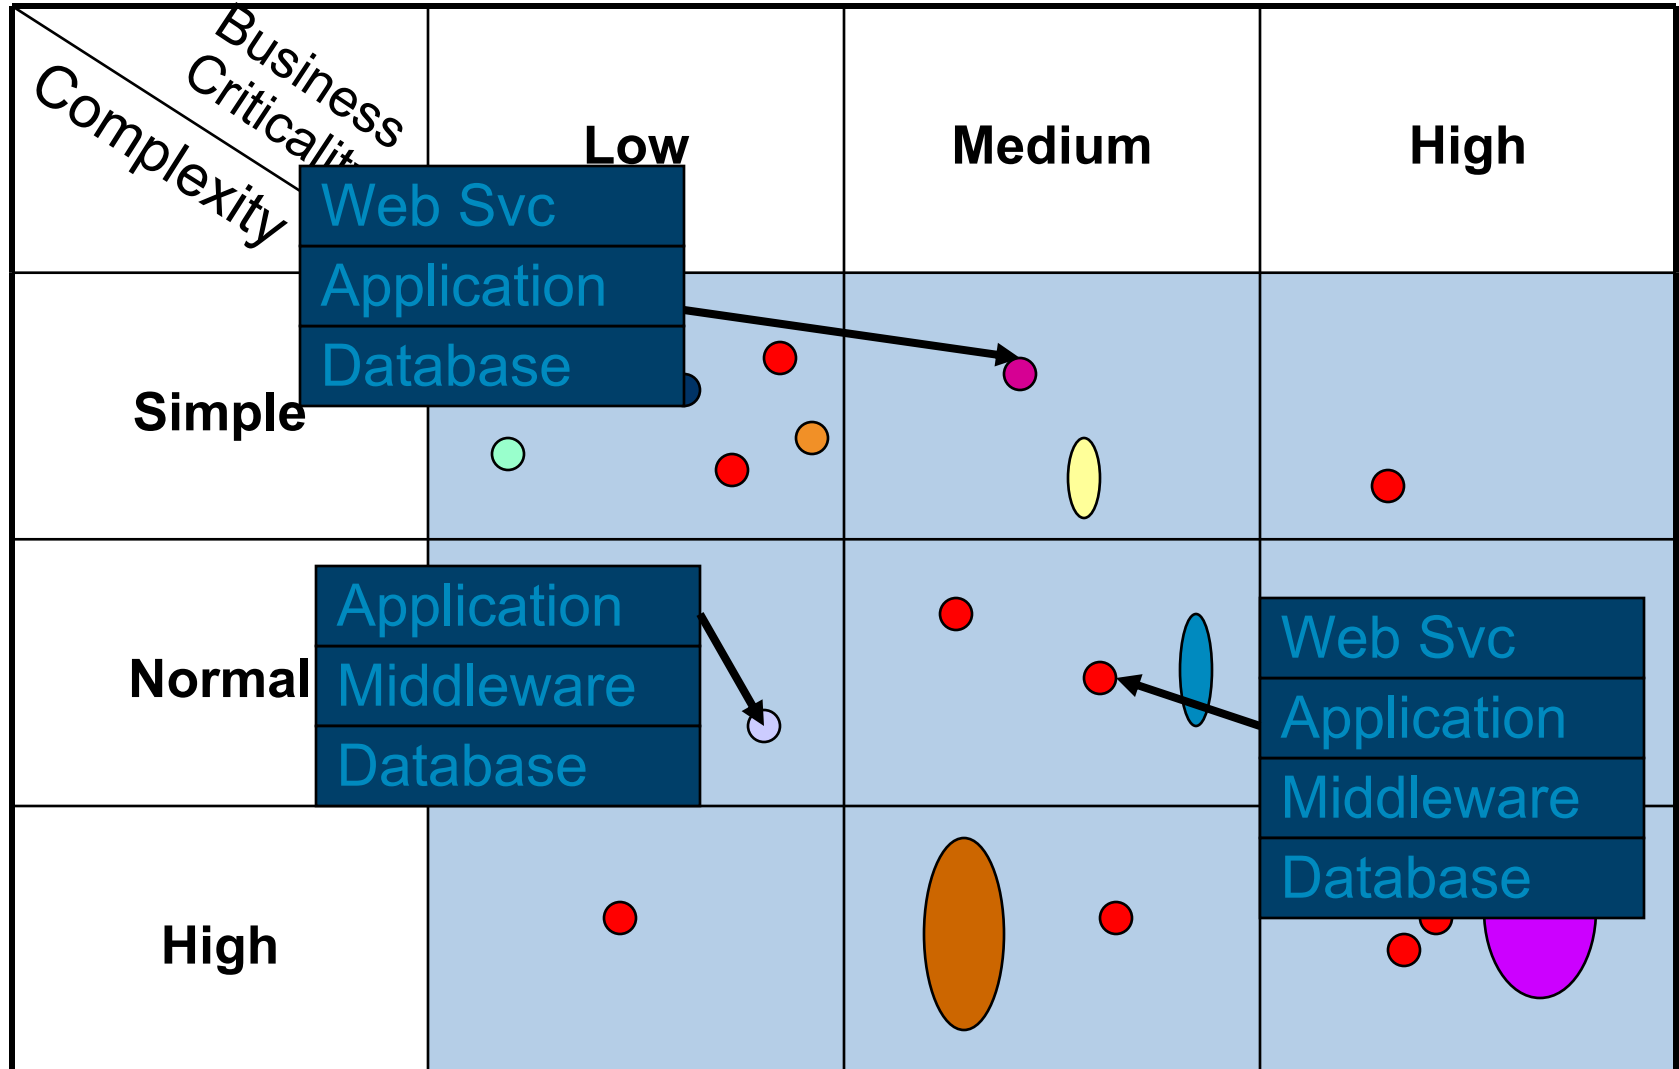 Business
Criticality
Complexity
Low
Medium
High
Web Svc
Application
Database
Simple
Application
Middleware
Database
Normal
Web Svc
Application
Middleware
Database
High